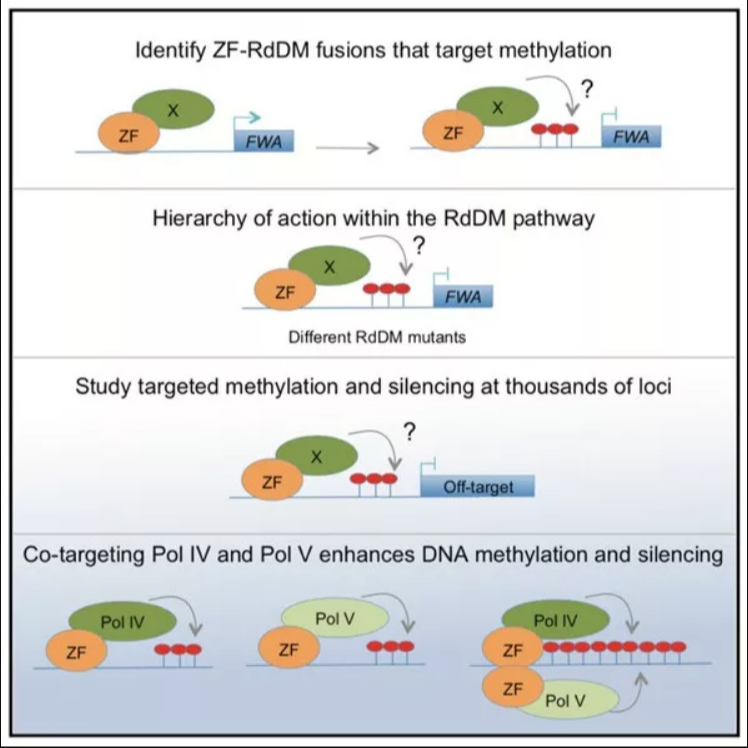 Identify ZF-RdDM fusions that target methylation
X
ZF
FWA
X
?
ZF
FWA
Hierarchy of action within the RdDM pathway
?
X
ZF
FWA
Different RdDM mutants
Study targeted methylation and silencing at thousands of loci
?
X
ZF
Off-target
Co-targeting Pol IV and Pol V enhances DNA methylation and silencing
Pol IV
ZF
Pol V
ZF
Pol IV
ZF
ZF
Pol V